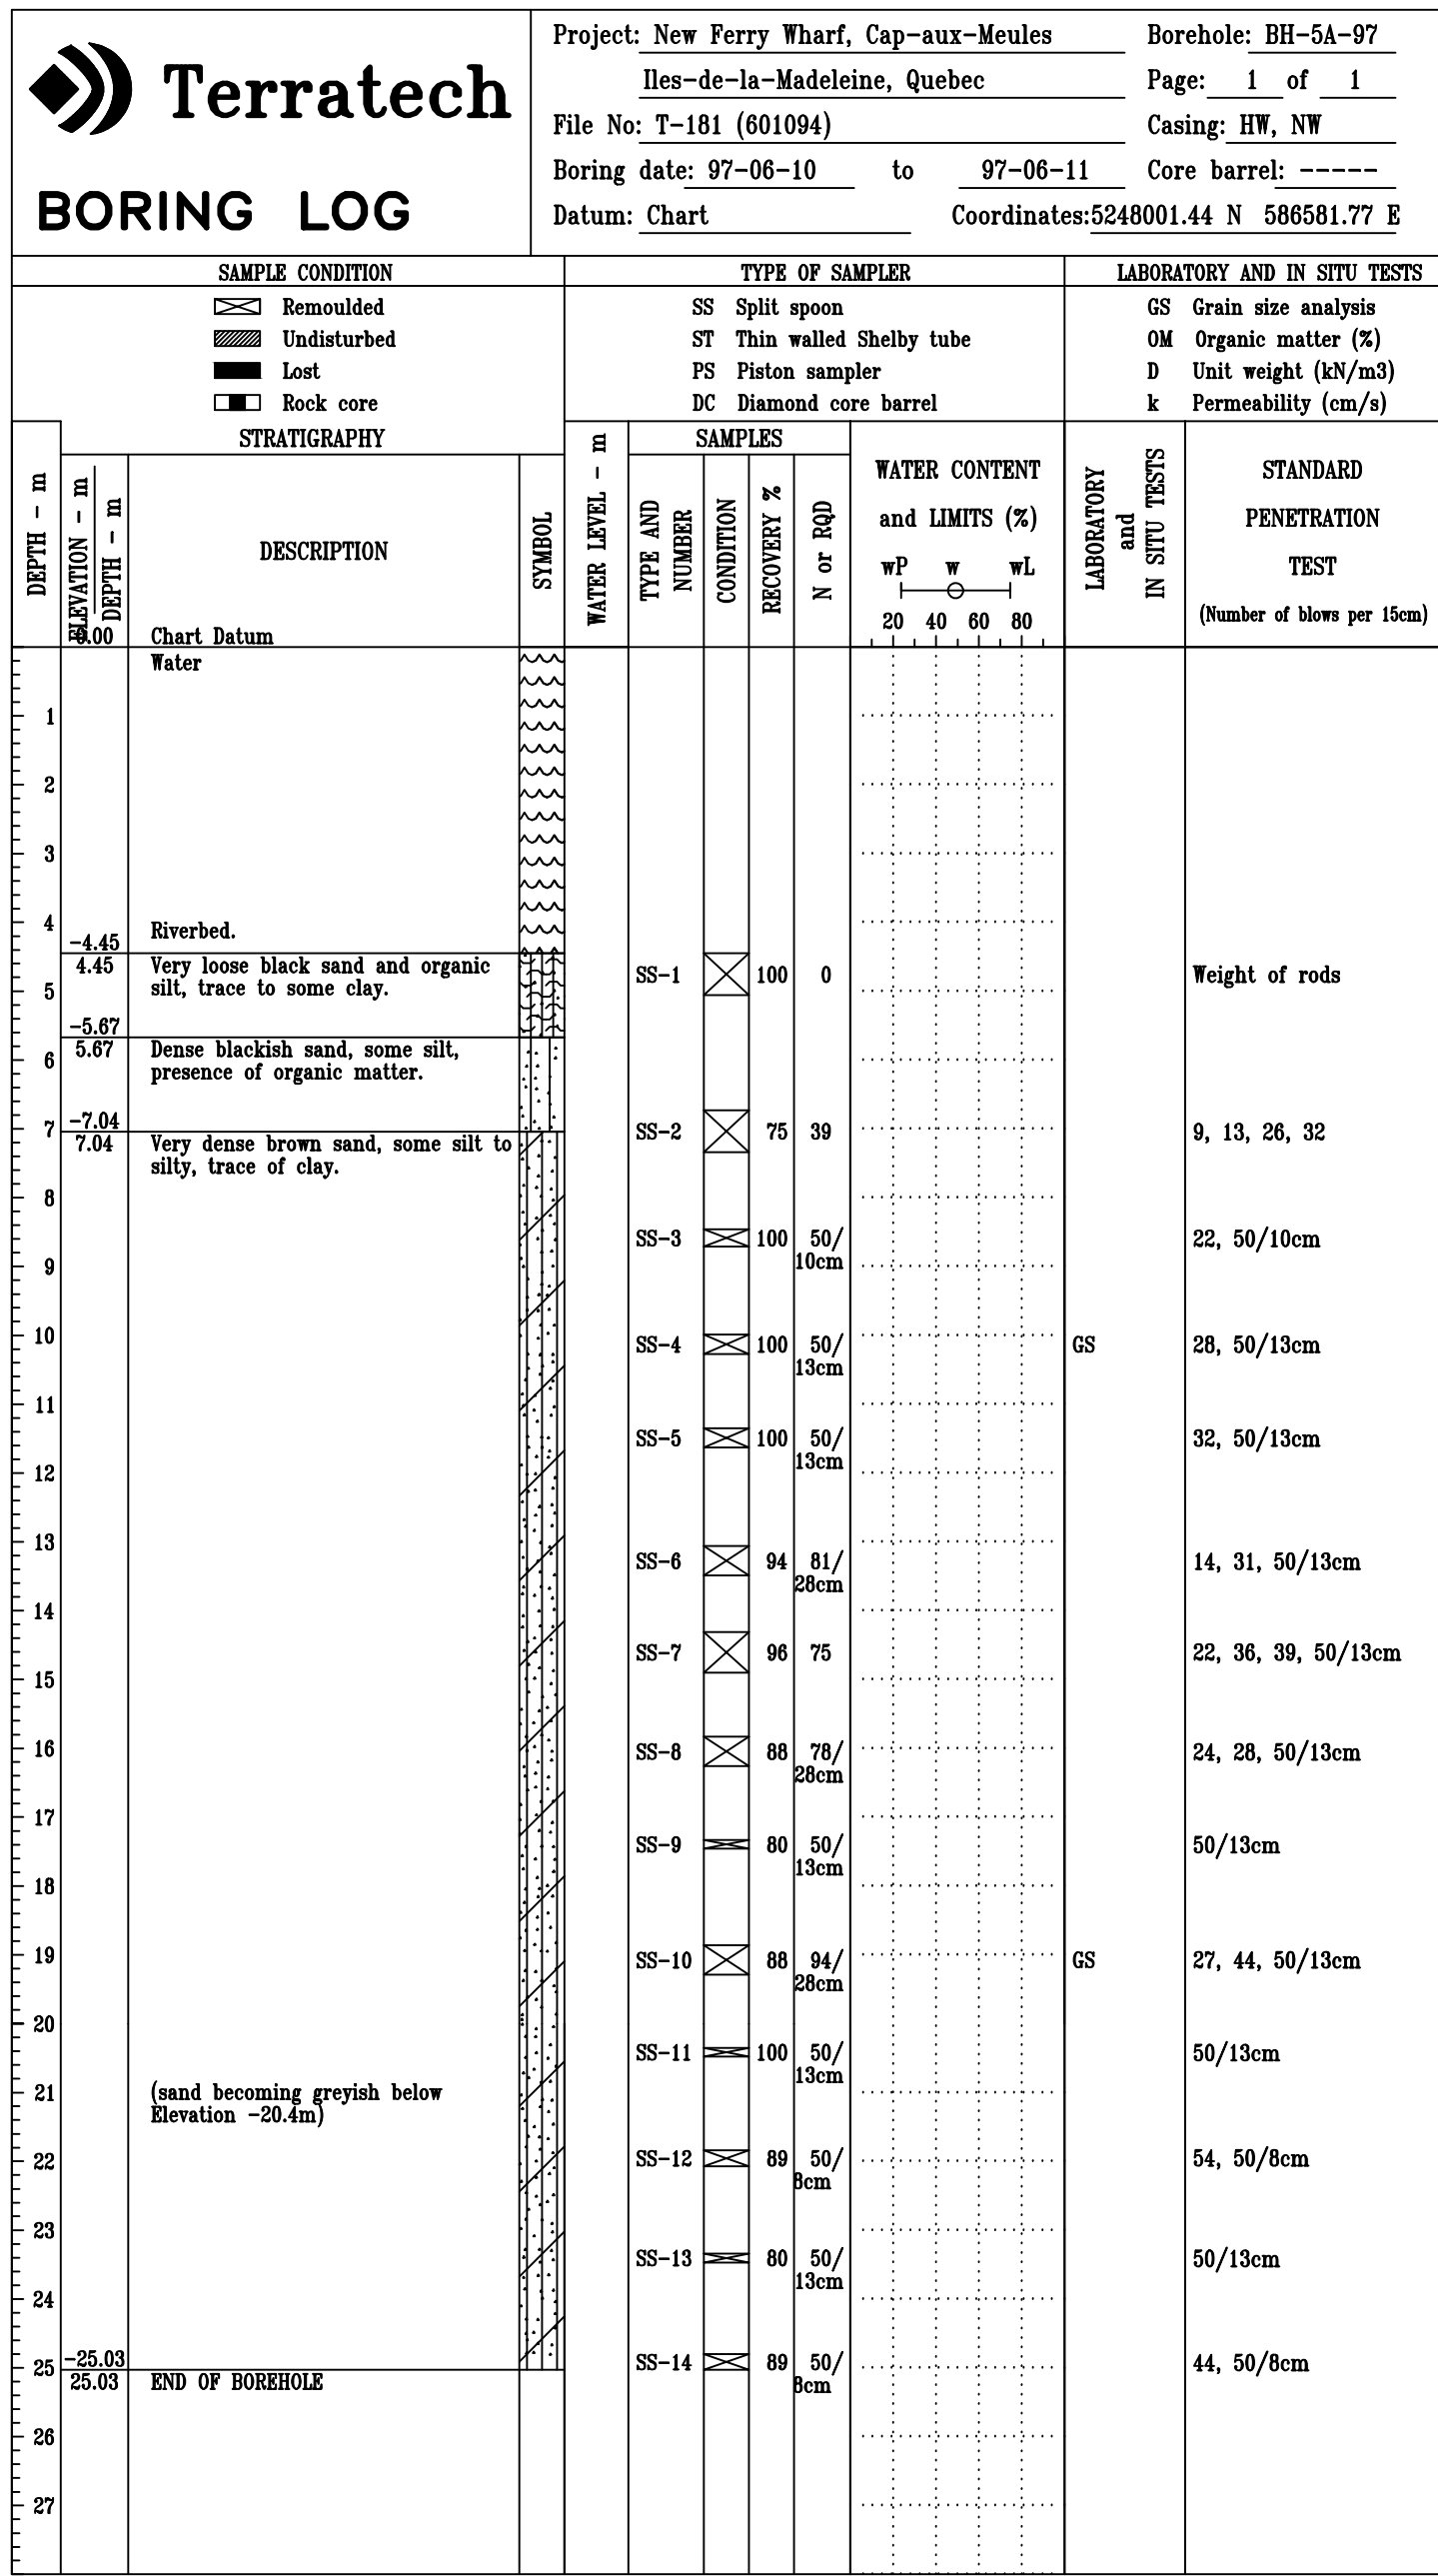 Terratech
BORING LOG
Project: New Ferry Wharf, Cap-aux-Meules
Iles-de-la-Madeleine, Quebec
File No: T-181 (601094)
Boring date: 97-06-10 to 97-06-11
Datum: Chart
Borehole: BH-5A-97
Page: 1 of 1
Casing: HW, NW
Core barrel: -----
Coordinates:5248001.44 N 586581.77 E
SAMPLE CONDITION
Remoulded
Undisturbed
Lost
Rock core
TYPE OF SAMPLER
SS Split spoon
ST Thin walled Shelby tube
PS Piston sampler
DC Diamond core barrel
LABORATORY AND IN SITU TESTS
GS Grain size analysis
OM Organic matter (%)
D Unit weight (kN/m3)
k Permeability (cm/s)
DEPTH - m
STRATIGRAPHY
ELEVATION - m
DEPTH - m
DESCRIPTION
SYMBOL
WATER LEVEL - m
SAMPLES
TYPE AND NUMBER
CONDITION
RECOVERY %
N or RQD
WATER CONTENT
and LIMITS (%)
wP w wL
20 40 60 80
LABORATORY
and
IN SITU TESTS
STANDARD
PENETRATION
TEST
(Number of blows per 15cm)
0.00 Chart Datum
Water
1
2
3
4
Riverbed.
-4.45
4.45 Very loose black sand and organic
silt, trace to some clay.
SS-1 100 0 Weight of rods
5
-5.67
5.67 Dense blackish sand, some silt,
presence of organic matter.
6
-7.04
7
SS-2 75 39 9, 13, 26, 32
7.04 Very dense brown sand, some silt to
silty, trace of clay.
8
SS-3 100 50/
10cm
22, 50/10cm
9
10
SS-4 100 50/
13cm
GS 28, 50/13cm
11
SS-5 100 50/
13cm
32, 50/13cm
12
13
SS-6 94 81/
28cm
14, 31, 50/13cm
14
SS-7 96 75 22, 36, 39, 50/13cm
15
16
SS-8 88 78/
28cm
24, 28, 50/13cm
17
SS-9 80 50/
13cm
50/13cm
18
19
SS-10 88 94/
28cm
GS 27, 44, 50/13cm
20
SS-11 100 50/
13cm
50/13cm
21
(sand becoming greyish below
Elevation -20.4m)
22
SS-12 89 50/
8cm
54, 50/8cm
23
SS-13 80 50/
13cm
50/13cm
24
-25.03
25
SS-14 89 50/
8cm
44, 50/8cm
25.03 END OF BOREHOLE
26
27